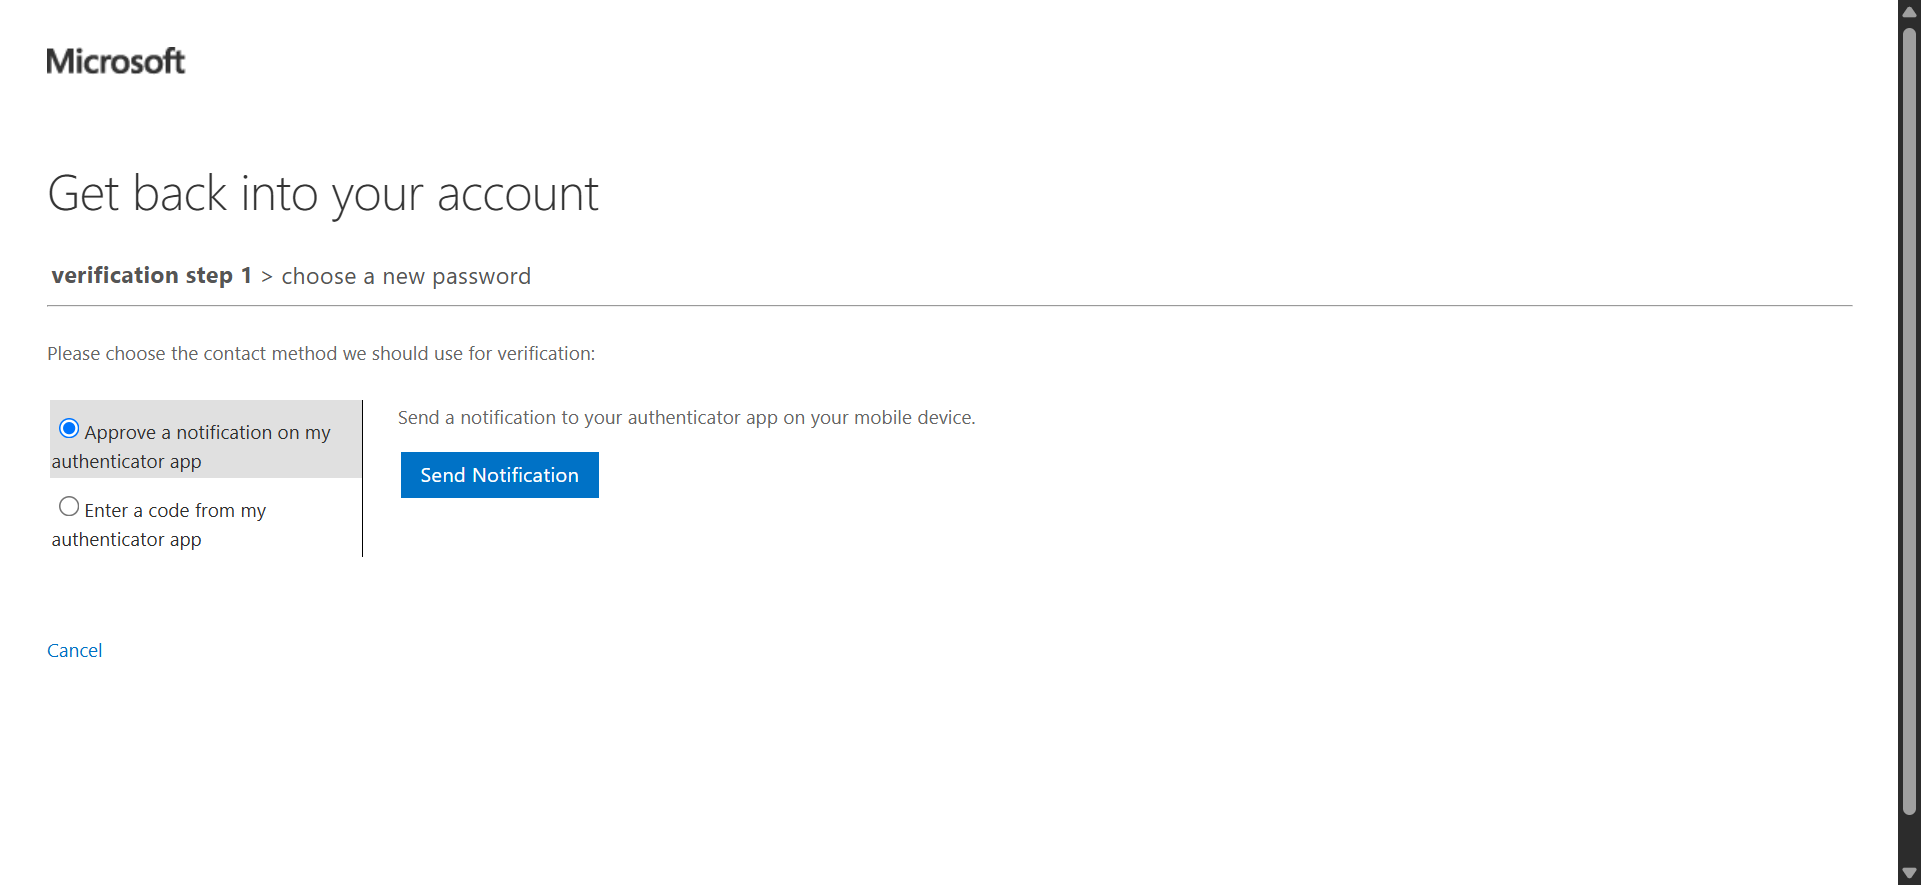 Microsoft
Get back into your account
verification step 1 > choose a new password
Please choose the contact method we should use for verification:
Approve a notification on my
authenticator app
Enter a code from my
authenticator app
Send a notification to your authenticator app on your mobile device.
Send Notification
Cancel